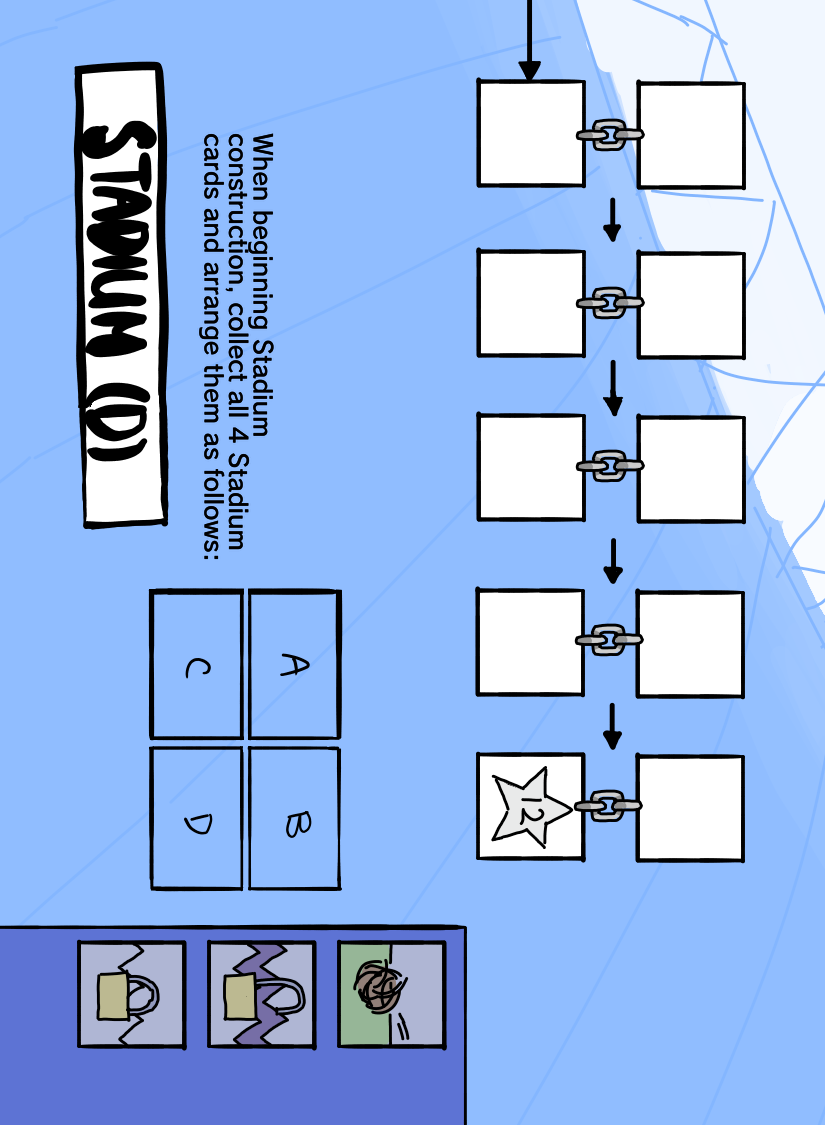 12
When beginning Stadium
construction, collect all 4 Stadium
cards and arrange them as follows:
A
B
C
D
STADIUM (D)